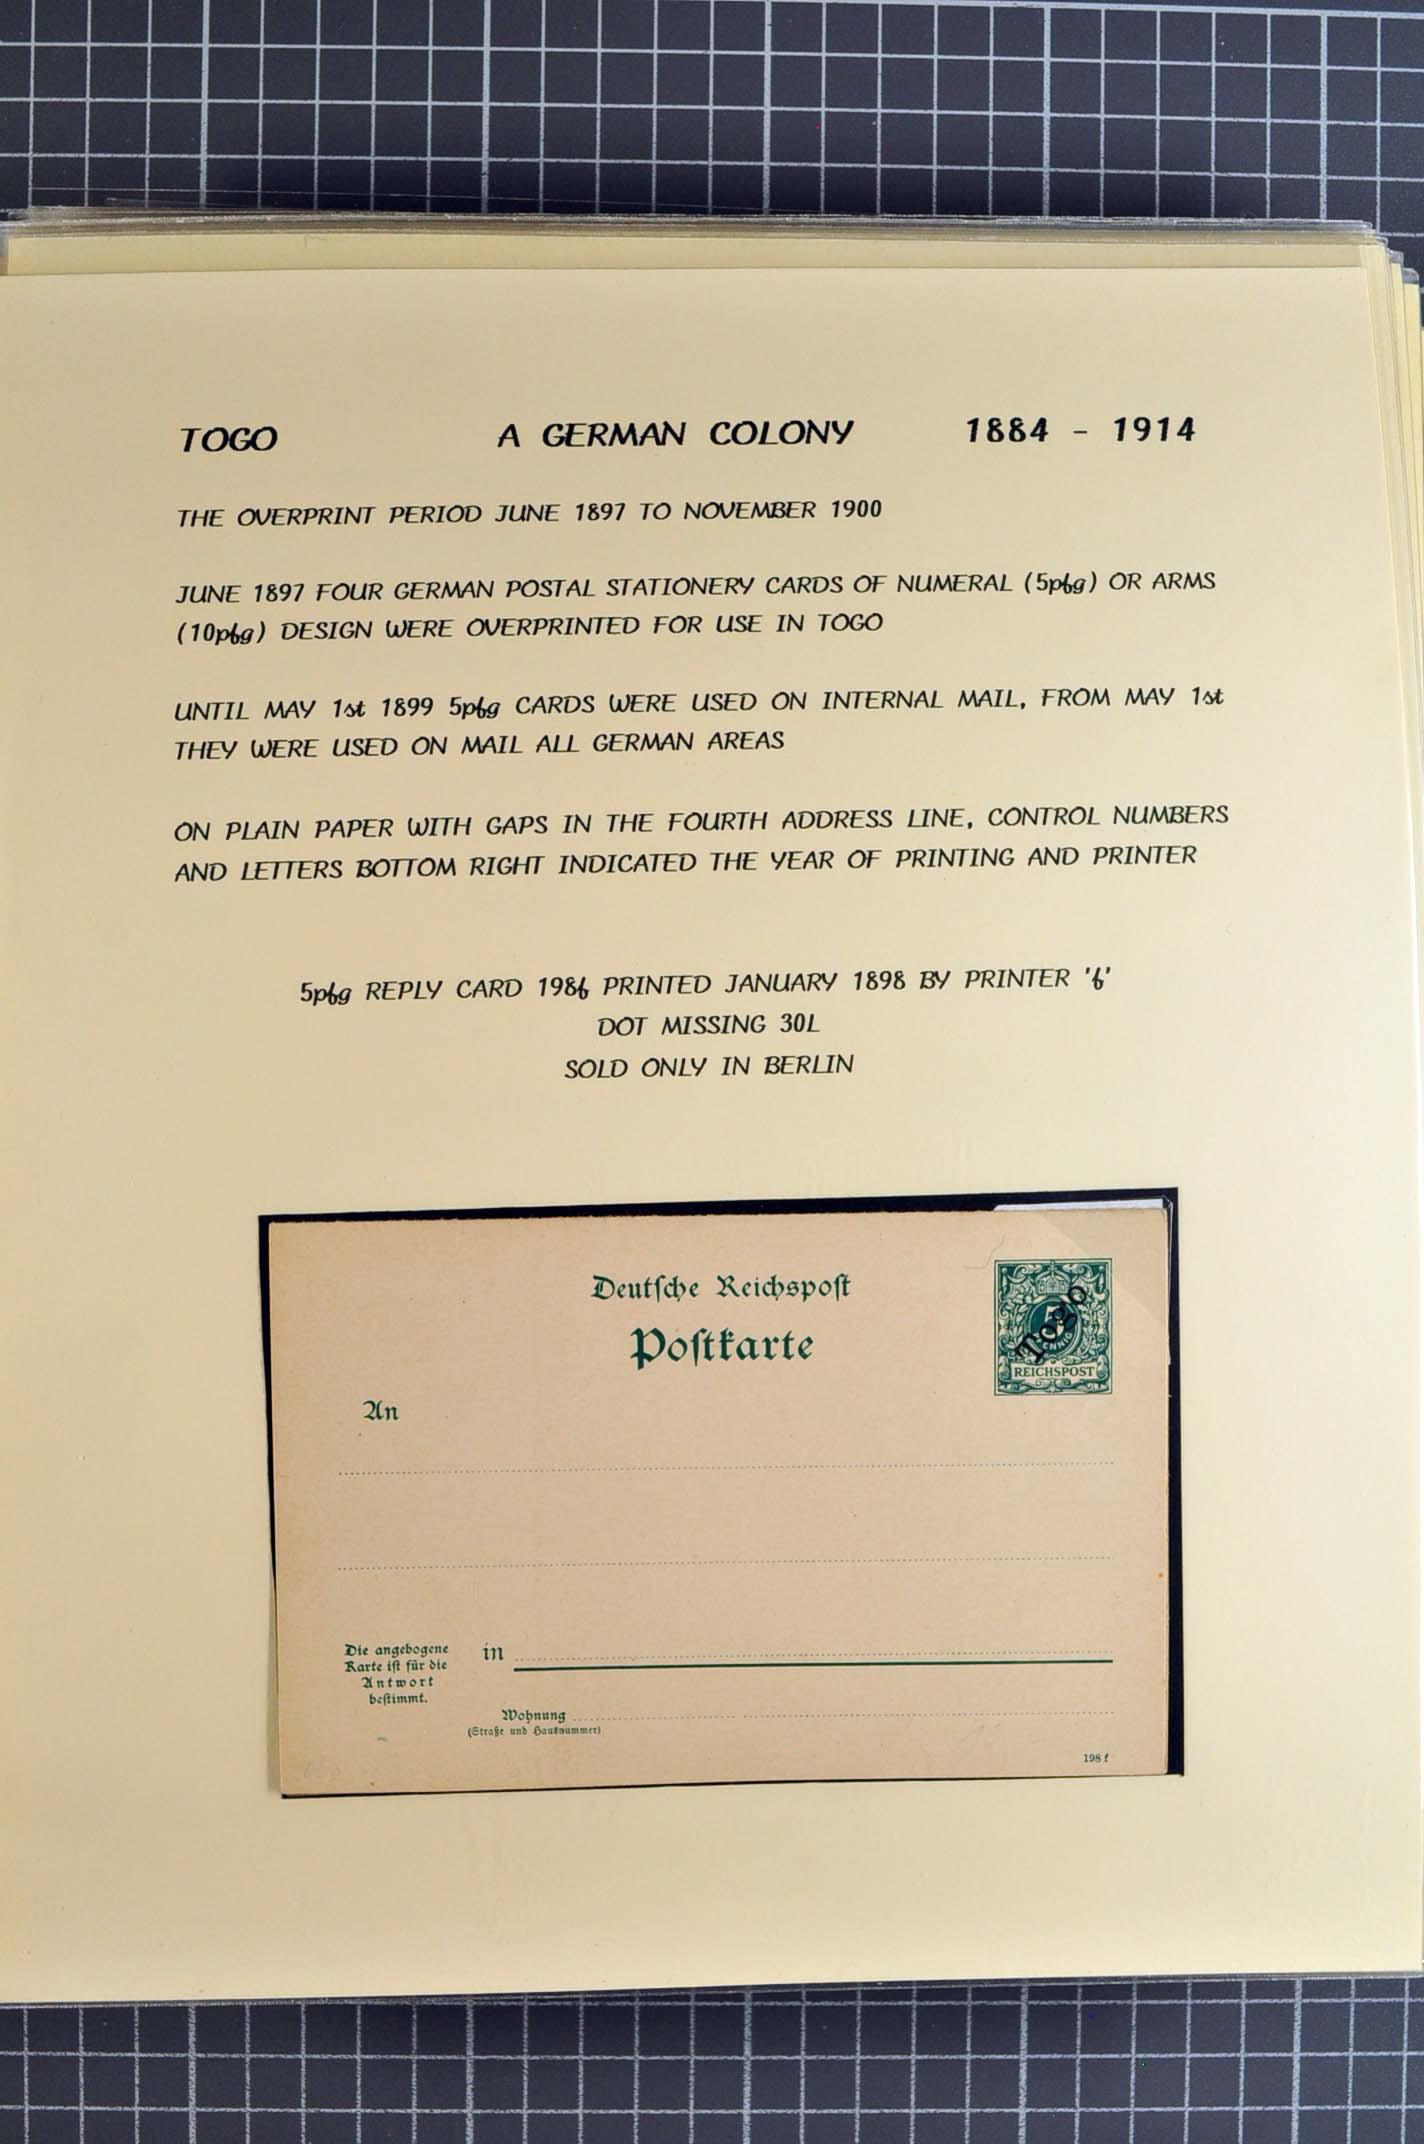 TOGO A GERMAN COLONY 1884 - 1914
THE OVERPRINT PERIOD JUNE 1897 TO NOVEMBER 1900
JUNE 1897 FOUR GERMAN POSTAL STATIONERY CARDS OF NUMERAL (5pfg) OR ARMS
(10pfg) DESIGN WERE OVERPRINTED FOR USE IN TOGO
UNTIL MAY 1st 1899 5pfg CARDS WERE USED ON INTERNAL MAIL, FROM MAY 1st
THEY WERE USED ON MAIL ALL GERMAN AREAS
ON PLAIN PAPER WITH GAPS IN THE FOURTH ADDRESS LINE, CONTROL NUMBERS
AND LETTERS BOTTOM RIGHT INDICATED THE YEAR OF PRINTING AND PRINTER
5pfg REPLY CARD 198f PRINTED JANUARY 1898 BY PRINTER 'f'
DOT MISSING 30L
SOLD ONLY IN BERLIN
Deutsche Reichspost
Postkarte
5
PFENNIG
Togo
REICHSPOST
An
Die angebogene
Karte ist für die
Antwort
bestimmt.
in
Wohnung
(Straße und Hausnummer)
198 f